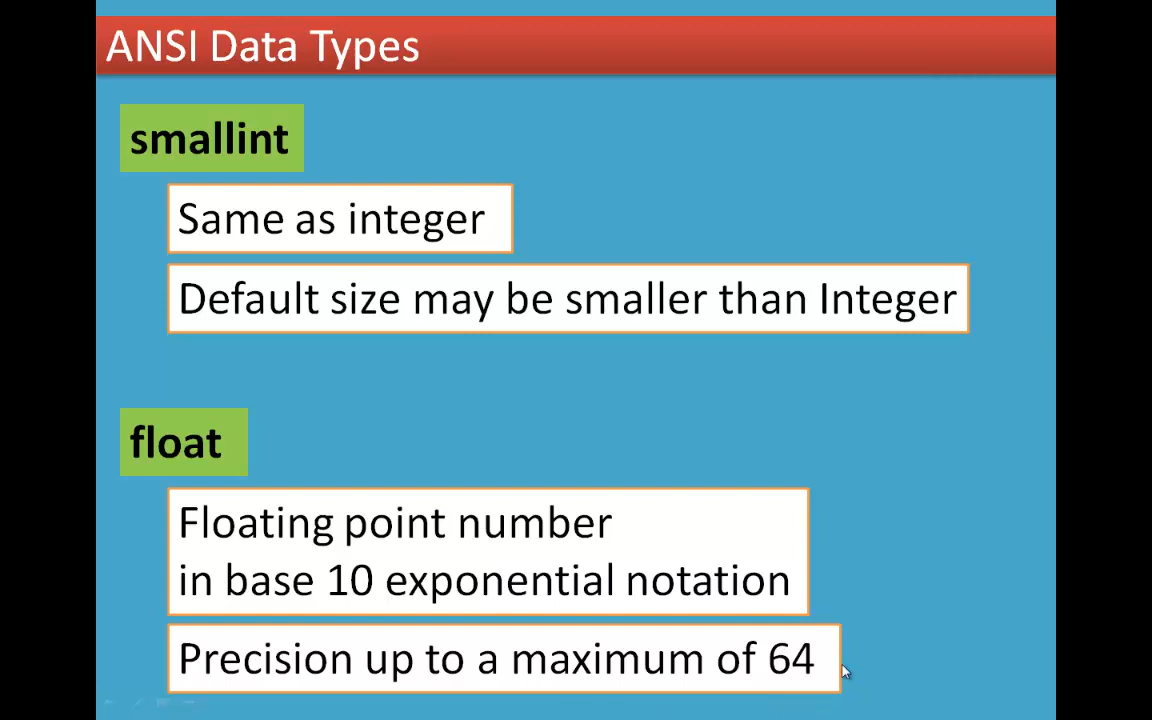 ANSI Data Types
smallint
Same as integer
Default size may be smaller than Integer
float
Floating point number
in base 10 exponential notation
Precision up to a maximum of 64